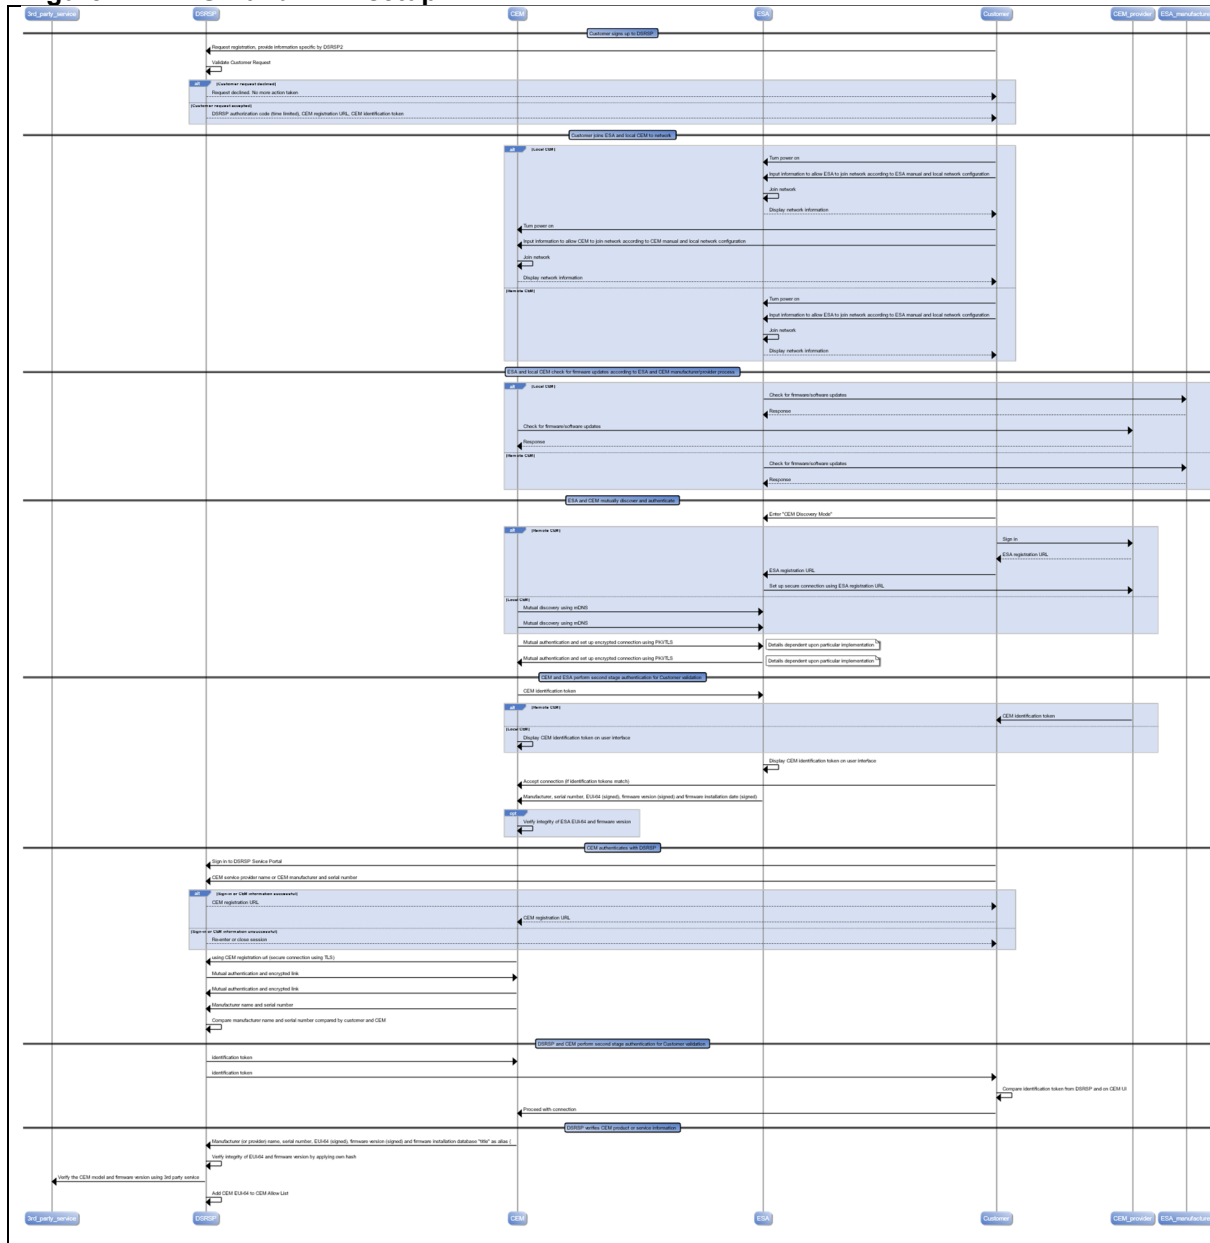 3rd_party_service DSRSP CEM ESA Customer CEM_provider ESA_manufacture
Customer signs up to DSRSP
Request registration, provide information specific by DSRSP2
Validate Customer Request
alt [Customer request declined]
Request declined. No more action taken
[Customer request accepted]
DSRSP authorization code (time limited), CEM registration URL, CEM identification token
Customer joins ESA and local CEM to network
alt [Local CEM]
Turn power on
Input information to allow ESA to join network according to ESA manual and local network configuration
Join network
Display network information
Turn power on
Input information to allow CEM to join network according to CEM manual and local network configuration
Join network
Display network information
[Remote CEM]
Turn power on
Input information to allow ESA to join network according to ESA manual and local network configuration
Join network
Display network information
ESA and local CEM check for firmware updates according to ESA and CEM manufacturer/provider process
alt [Local CEM]
Check for firmware/software updates
Response
Check for firmware/software updates
Response
[Remote CEM]
Check for firmware/software updates
Response
ESA and CEM mutually discover and authenticate
Enter "CEM Discovery Mode"
alt [Remote CEM]
Sign in
ESA registration URL
ESA registration URL
Set up secure connection using ESA registration URL
[Local CEM]
Mutual discovery using mDNS
Mutual discovery using mDNS
Mutual authentication and set up encrypted connection using PKI/TLS
Details dependent upon particular implementation
Mutual authentication and set up encrypted connection using PKI/TLS
Details dependent upon particular implementation
CEM and ESA perform second stage authentication for Customer validation
CEM identification token
alt [Remote CEM]
CEM identification token
[Local CEM]
Display CEM identification token on user interface
Display CEM identification token on user interface
Accept connection (if identification tokens match)
Manufacturer, serial number, EUI-64 (signed), firmware version (signed) and firmware installation date (signed)
opt
Verify integrity of ESA EUI-64 and firmware version
CEM authenticates with DSRSP
Sign in to DSRSP Service Portal
CEM service provider name or CEM manufacturer and serial number
alt [Sign-in or CEM information successful]
CEM registration URL
CEM registration URL
[Sign-in or CEM information unsuccessful]
Re-enter or close session
using CEM registration url (secure connection using TLS)
Mutual authentication and encrypted link
Mutual authentication and encrypted link
Manufacturer name and serial number
Compare manufacturer name and serial number compared by customer and CEM
DSRSP and CEM perform second stage authentication for Customer validation
Identification token
Identification token
Compare identification token from DSRSP and on CEM UI
Proceed with connection
DSRSP verifies CEM product or service information
Manufacturer (or provider) name, serial number, EUI-64 (signed), firmware version (signed) and firmware installation database "title" as alias (
Verify integrity of EUI-64 and firmware version by applying own hash
Verify the CEM model and firmware version using 3rd party service
Add CEM EUI-64 to CEM Allow List
3rd_party_service DSRSP CEM ESA Customer CEM_provider ESA_manufacture